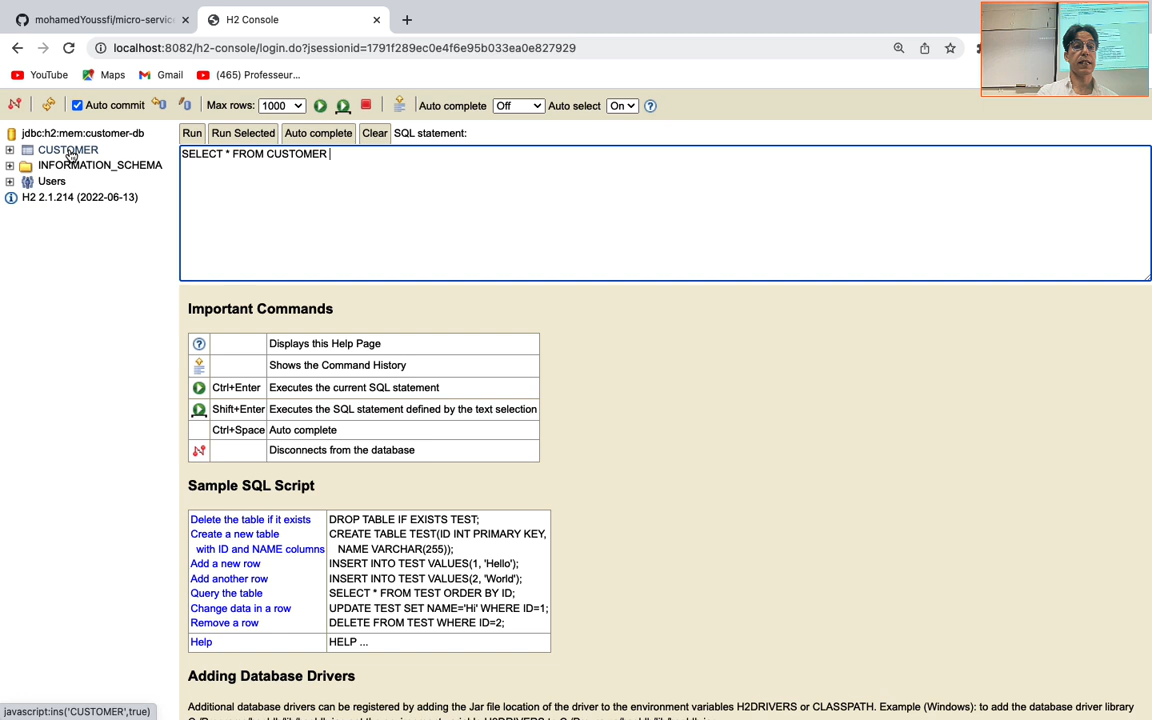 mohamedYoussfi/micro-service
H2 Console
localhost:8082/h2-console/login.do?jsessionid=1791f289ec0e4f6e95b033ea0e827929
YouTube Maps Gmail (465) Professeur...
Auto commit Max rows: 1000 Auto complete Off Auto select On
jdbc:h2:mem:customer-db
CUSTOMER
INFORMATION_SCHEMA
Users
H2 2.1.214 (2022-06-13)
Run Run Selected Auto complete Clear SQL statement:
SELECT * FROM CUSTOMER
Important Commands
Displays this Help Page
Shows the Command History
Ctrl+Enter Executes the current SQL statement
Shift+Enter Executes the SQL statement defined by the text selection
Ctrl+Space Auto complete
Disconnects from the database
Sample SQL Script
Delete the table if it exists DROP TABLE IF EXISTS TEST;
Create a new table CREATE TABLE TEST(ID INT PRIMARY KEY,
with ID and NAME columns NAME VARCHAR(255));
Add a new row INSERT INTO TEST VALUES(1, 'Hello');
Add another row INSERT INTO TEST VALUES(2, 'World');
Query the table SELECT * FROM TEST ORDER BY ID;
Change data in a row UPDATE TEST SET NAME='Hi' WHERE ID=1;
Remove a row DELETE FROM TEST WHERE ID=2;
Help HELP ...
Adding Database Drivers
Additional database drivers can be registered by adding the Jar file location of the driver to the environment variables H2DRIVERS or CLASSPATH. Example (Windows): to add the database driver library
javascript:ins('CUSTOMER',true)